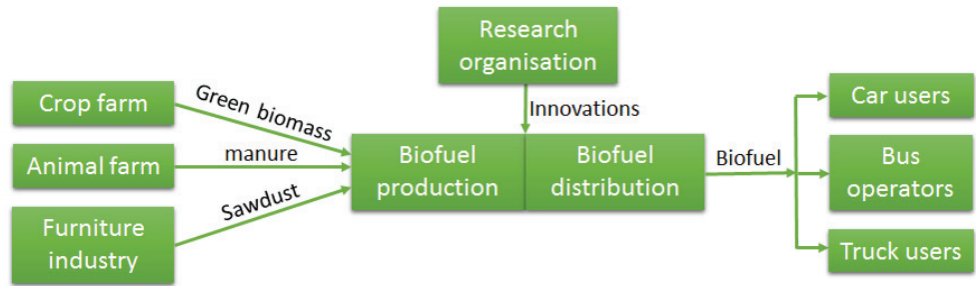 Research
organisation
Crop farm
Green biomass
Innovations
Car users
Animal farm
manure
Biofuel
production
Biofuel
distribution
Biofuel
Bus
operators
Furniture
industry
Sawdust
Truck users